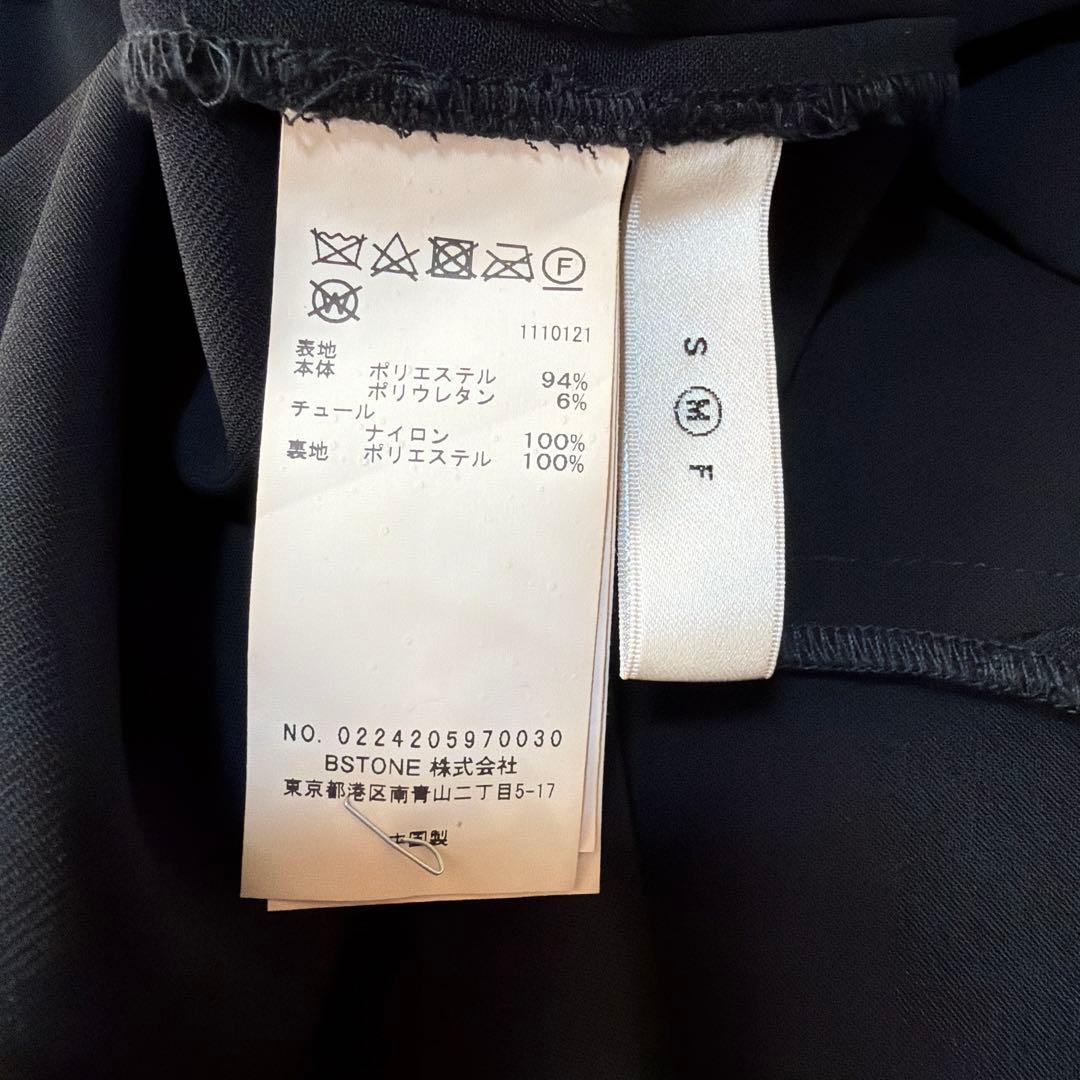 1110121
表地
本体 ポリエステル 94%
ポリウレタン 6%
チュール
ナイロン 100%
裏地 ポリエステル 100%
NO. 0224205970030
BSTONE 株式会社
東京都港区南青山二丁目5-17
国製
S M F
F
W